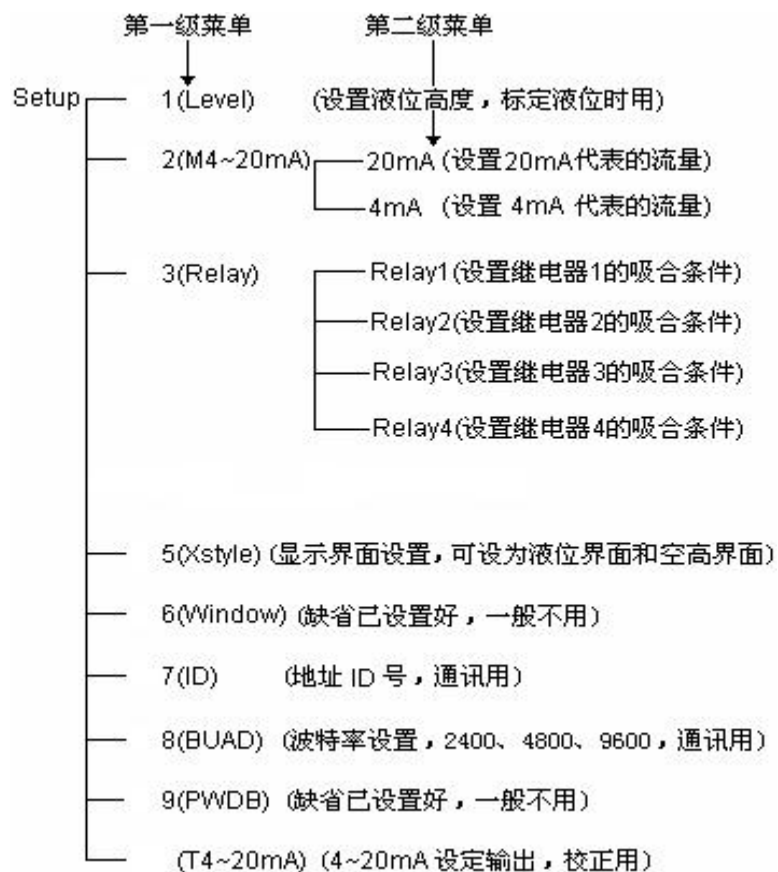 第一级菜单 第二级菜单
Setup 1(Level) (设置液位高度，标定液位时用)
2(M4~20mA) 20mA (设置20mA代表的流量)
4mA (设置 4mA 代表的流量)
3(Relay) Relay1(设置继电器1的吸合条件)
Relay2(设置继电器2的吸合条件)
Relay3(设置继电器3的吸合条件)
Relay4(设置继电器4的吸合条件)
5(Xstyle) (显示界面设置，可设为液位界面和空高界面)
6(Window) (缺省已设置好，一般不用)
7(ID) (地址 ID 号，通讯用)
8(BUAD) (波特率设置，2400、4800、9600，通讯用)
9(PWDB) (缺省已设置好，一般不用)
(T4~20mA) (4~20mA 设定输出，校正用)